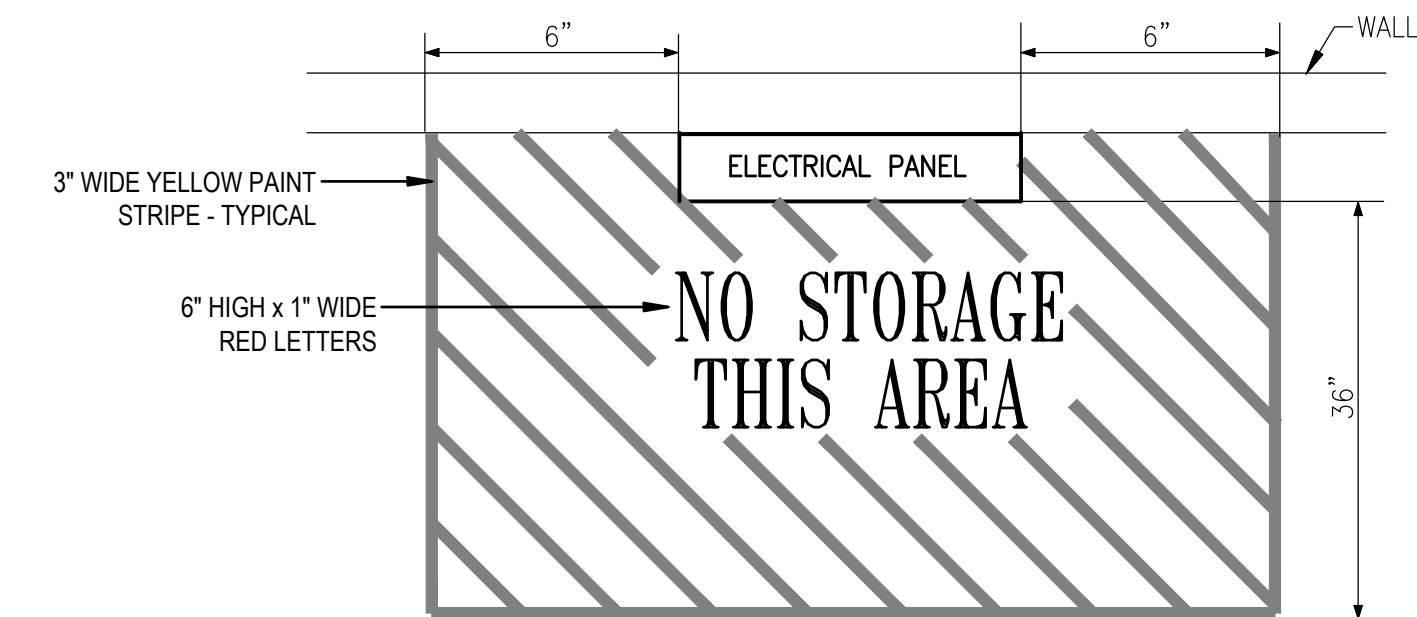 6”
6”
WALL
ELECTRICAL PANEL
3" WIDE YELLOW PAINT
STRIPE - TYPICAL
6" HIGH x 1" WIDE
RED LETTERS
NO STORAGE
THIS AREA
36”